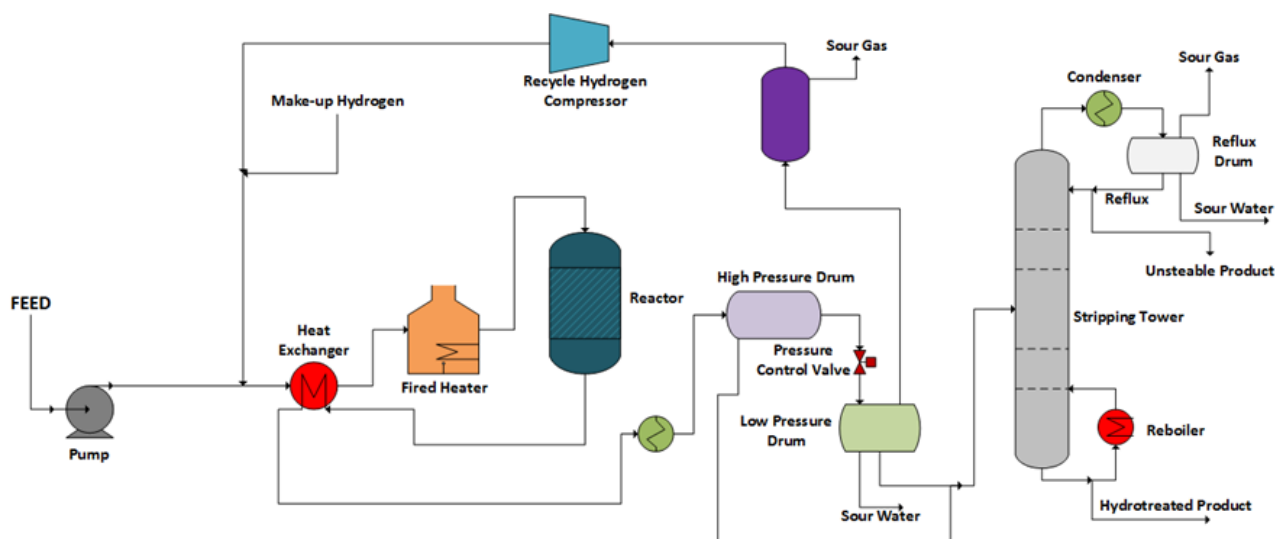 Sour Gas
Sour Gas
Condenser
Recycle Hydrogen
Compressor
Make-up Hydrogen
Reflux
Drum
Reflux
Sour Water
Unsteable Product
High Pressure Drum
FEED
Reactor
Heat
Exchanger
Stripping Tower
Pressure
Control Valve
Fired Heater
Low Pressure
Drum
Reboiler
Pump
Hydrotreated Product
Sour Water